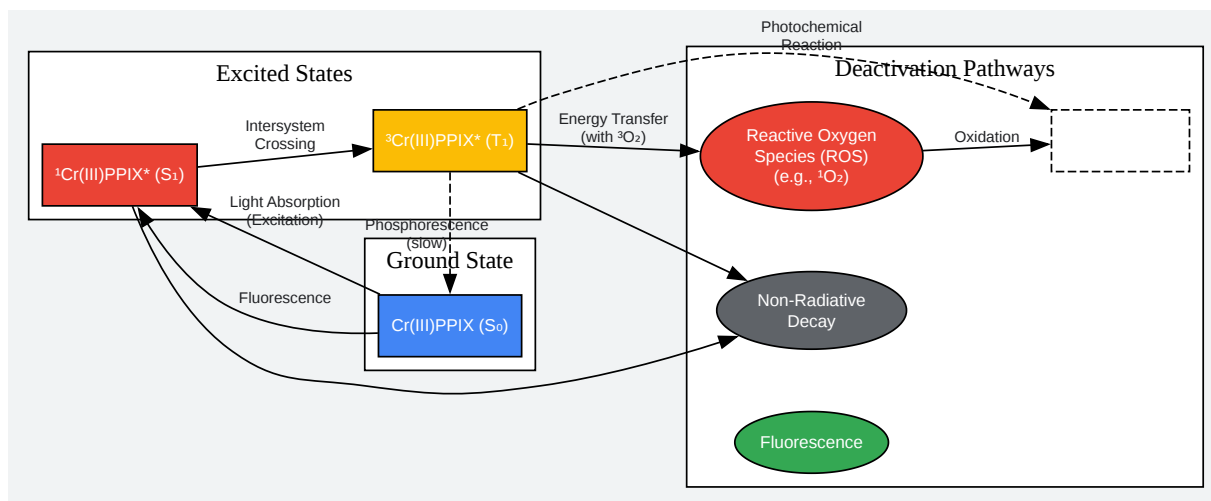 Photochemical
Reaction
Excited States
Deactivation Pathways
Intersystem
Crossing
³Cr(III)PPIX* (T₁)
Energy Transfer
(with ³O₂)
Reactive Oxygen
Species (ROS)
(e.g., ¹O₂)
Oxidation
¹Cr(III)PPIX* (S₁)
Light Absorption
(Excitation)
Phosphorescence
(slow)
Ground State
Fluorescence
Cr(III)PPIX (S₀)
Non-Radiative
Decay
Fluorescence